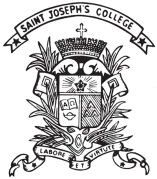 SAINT JOSEPH'S COLLEGE
LABORE ET VIRTUTE